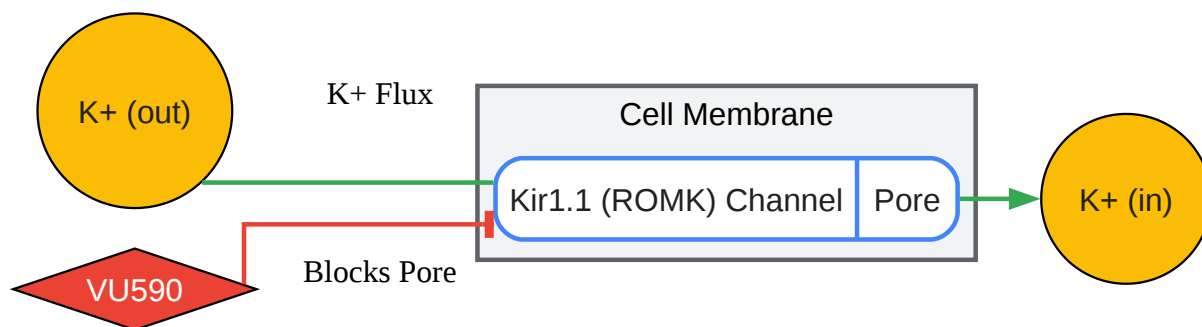 K+ (out)
K+ Flux
Cell Membrane
Kir1.1 (ROMK) Channel
Pore
K+ (in)
Blocks Pore
VU590